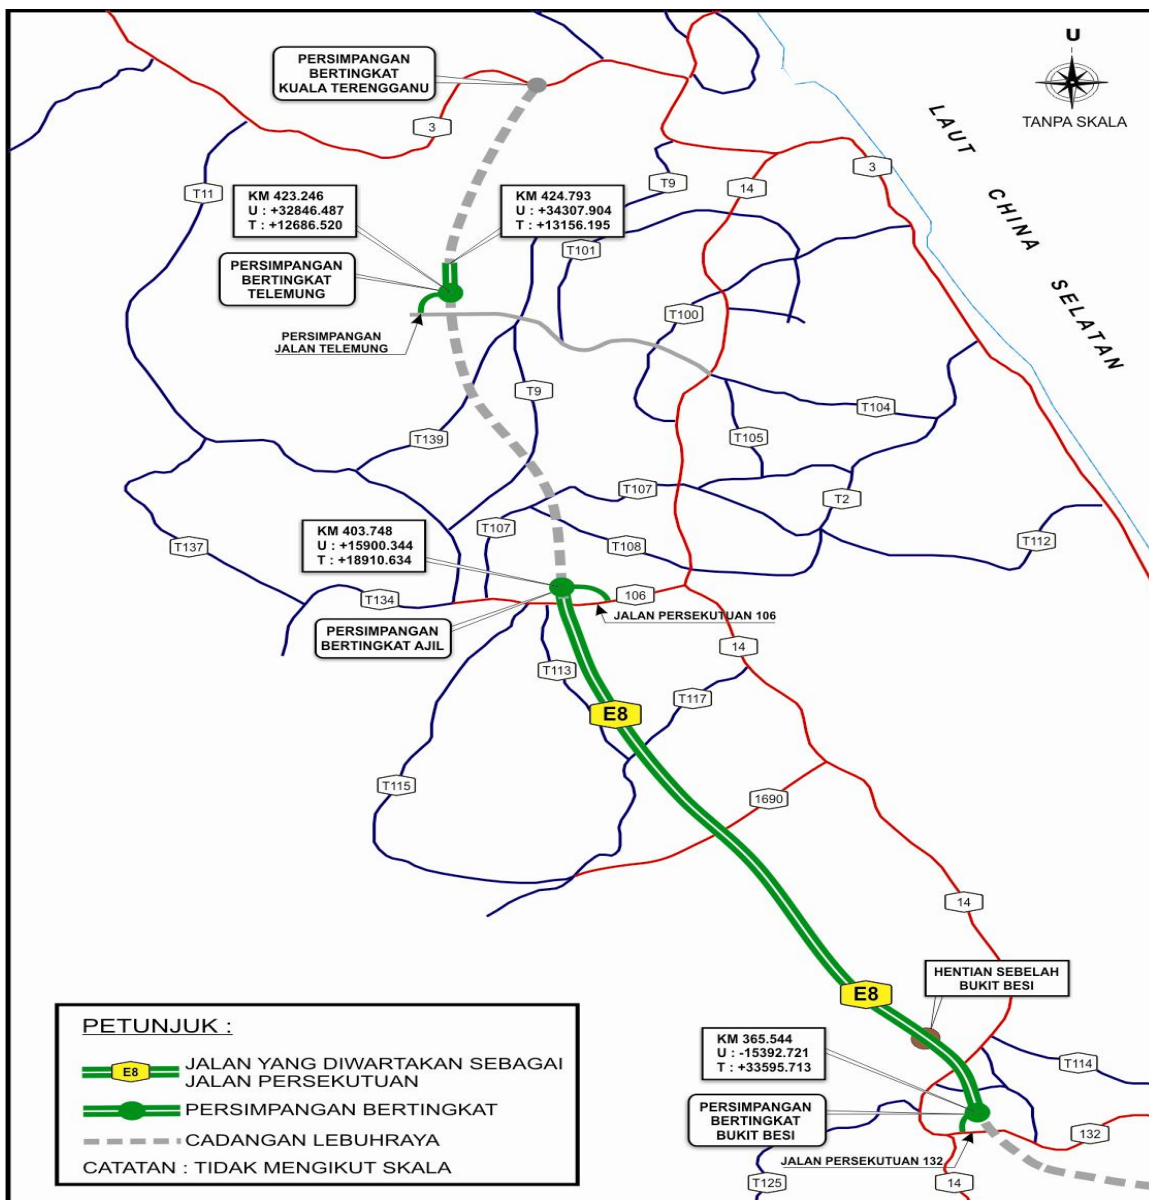 U
TANPA SKALA
PERSIMPANGAN
BERTINGKAT
KUALA TERENGGANU
3
LAUT CHINA SELATAN
3
T11
T9
14
KM 423.246
U : +32846.487
T : +12686.520
KM 424.793
U : +34307.904
T : +13156.195
T101
PERSIMPANGAN
BERTINGKAT
TELEMUNG
T100
PERSIMPANGAN
JALAN TELEMUNG
T9
T104
T139
T105
T107
T2
KM 403.748
U : +15900.344
T : +18910.634
T107
T137
T108
T112
T134
106
JALAN PERSEKUTUAN 106
PERSIMPANGAN
BERTINGKAT AJIL
14
T113
T117
E8
T115
1690
14
HENTIAN SEBELAH
BUKIT BESI
E8
KM 365.544
U : -15392.721
T : +33595.713
T114
PERSIMPANGAN
BERTINGKAT
BUKIT BESI
132
JALAN PERSEKUTUAN 132
T125
14
PETUNJUK :
E8
JALAN YANG DIWARTAKAN SEBAGAI
JALAN PERSEKUTUAN
PERSIMPANGAN BERTINGKAT
CADANGAN LEBUHRAYA
CATATAN : TIDAK MENGIKUT SKALA